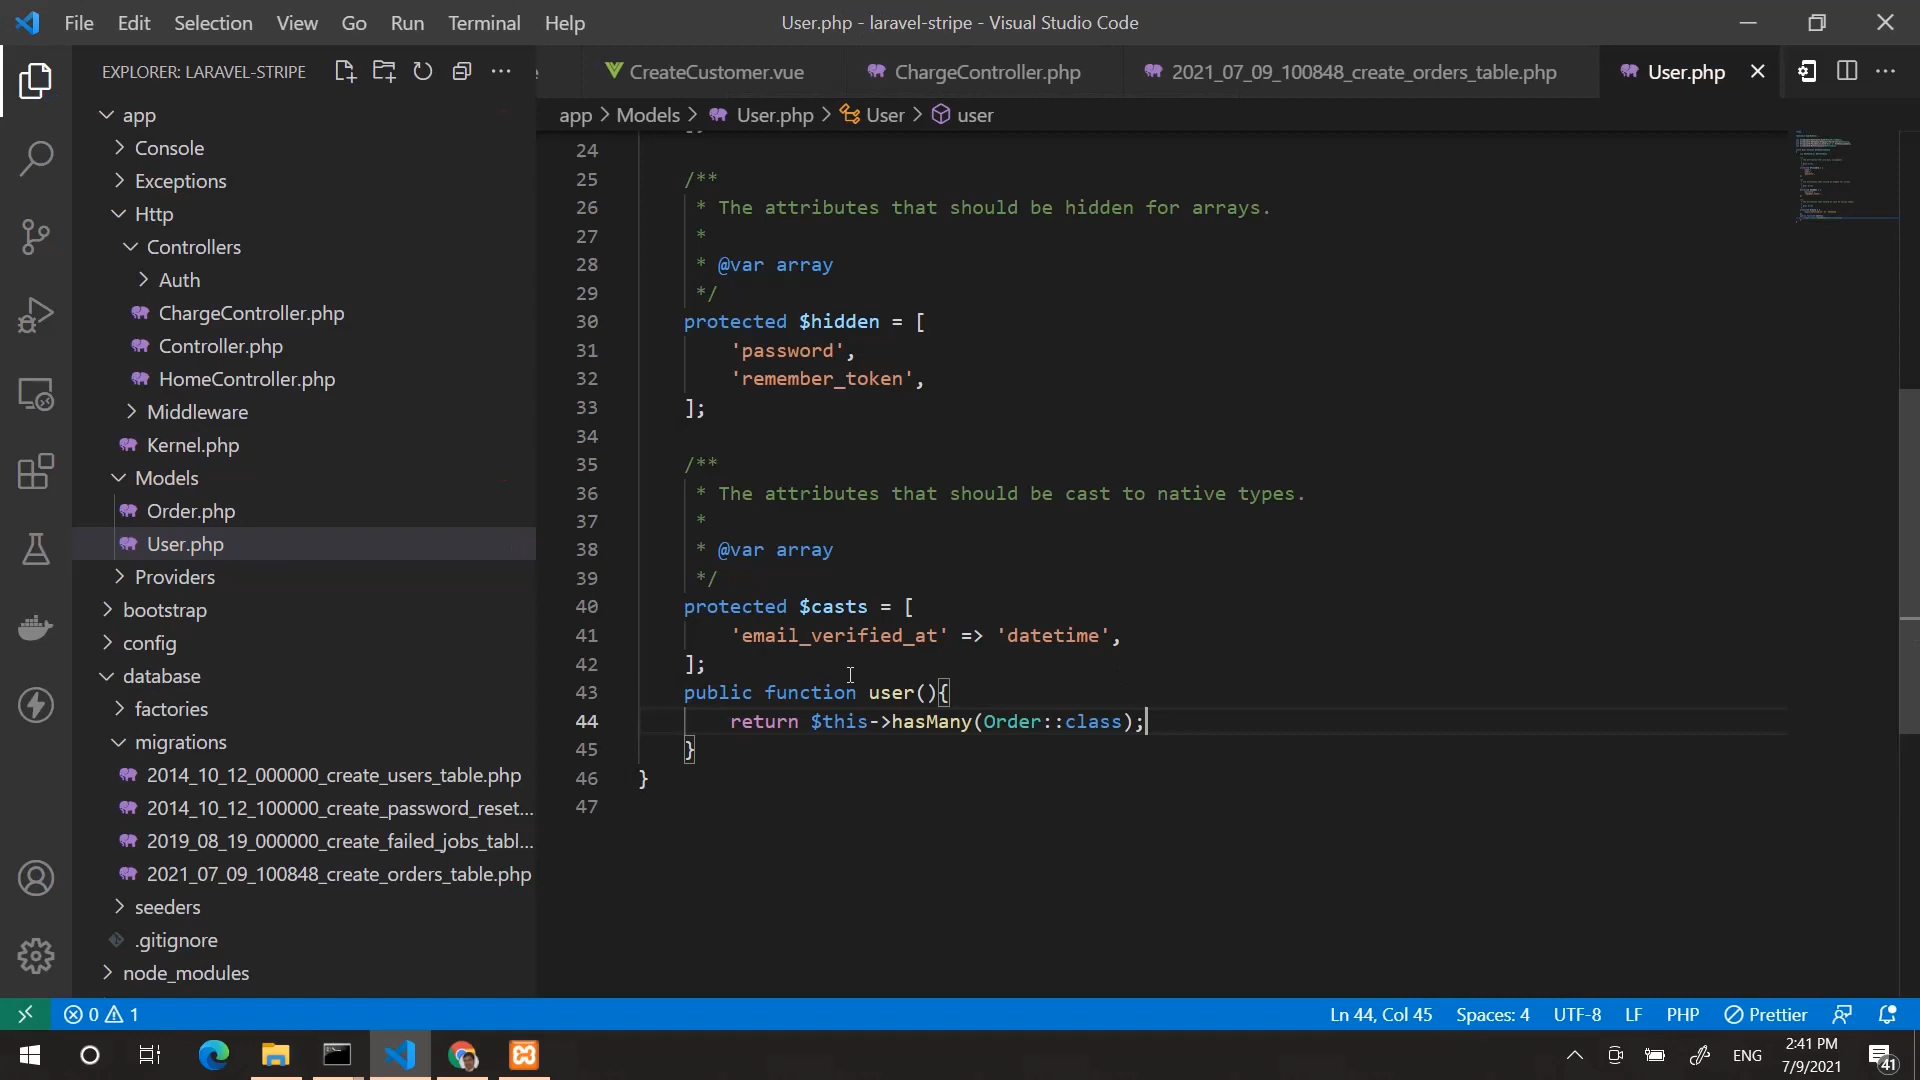 File Edit Selection View Go Run Terminal Help
User.php - laravel-stripe - Visual Studio Code
EXPLORER: LARAVEL-STRIPE
CreateCustomer.vue
ChargeController.php
2021_07_09_100848_create_orders_table.php
User.php
app > Models > User.php > User > user
app
Console
Exceptions
Http
Controllers
Auth
ChargeController.php
Controller.php
HomeController.php
Middleware
Kernel.php
Models
Order.php
User.php
Providers
bootstrap
config
database
factories
migrations
2014_10_12_000000_create_users_table.php
2014_10_12_100000_create_password_reset...
2019_08_19_000000_create_failed_jobs_tabl...
2021_07_09_100848_create_orders_table.php
seeders
.gitignore
node_modules
24
25 /**
26 * The attributes that should be hidden for arrays.
27 *
28 * @var array
29 */
30 protected $hidden = [
31 'password',
32 'remember_token',
33 ];
34
35 /**
36 * The attributes that should be cast to native types.
37 *
38 * @var array
39 */
40 protected $casts = [
41 'email_verified_at' => 'datetime',
42 ];
43 public function user(){
44 return $this->hasMany(Order::class);
45 }
46 }
47
0 1
Ln 44, Col 45 Spaces: 4 UTF-8 LF PHP Prettier
ENG
2:41 PM
7/9/2021
41